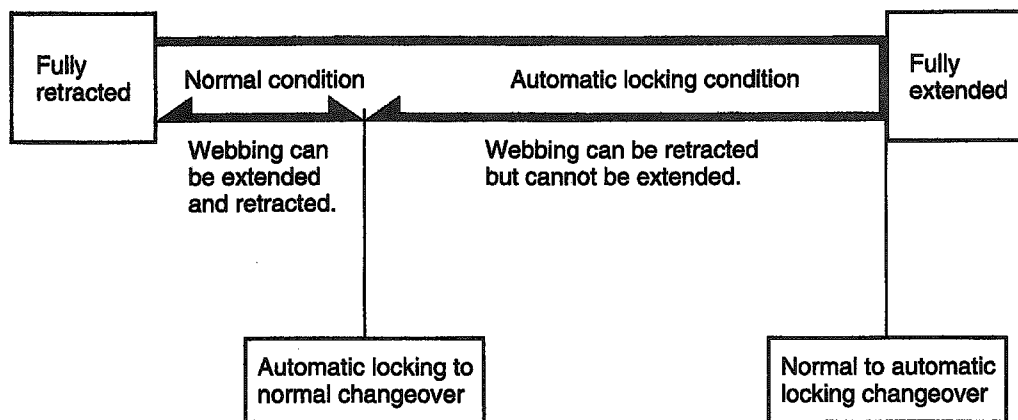 Fully
retracted
Normal condition
Automatic locking condition
Fully
extended
Webbing can
be extended
and retracted.
Webbing can be retracted
but cannot be extended.
Automatic locking to
normal changeover
Normal to automatic
locking changeover